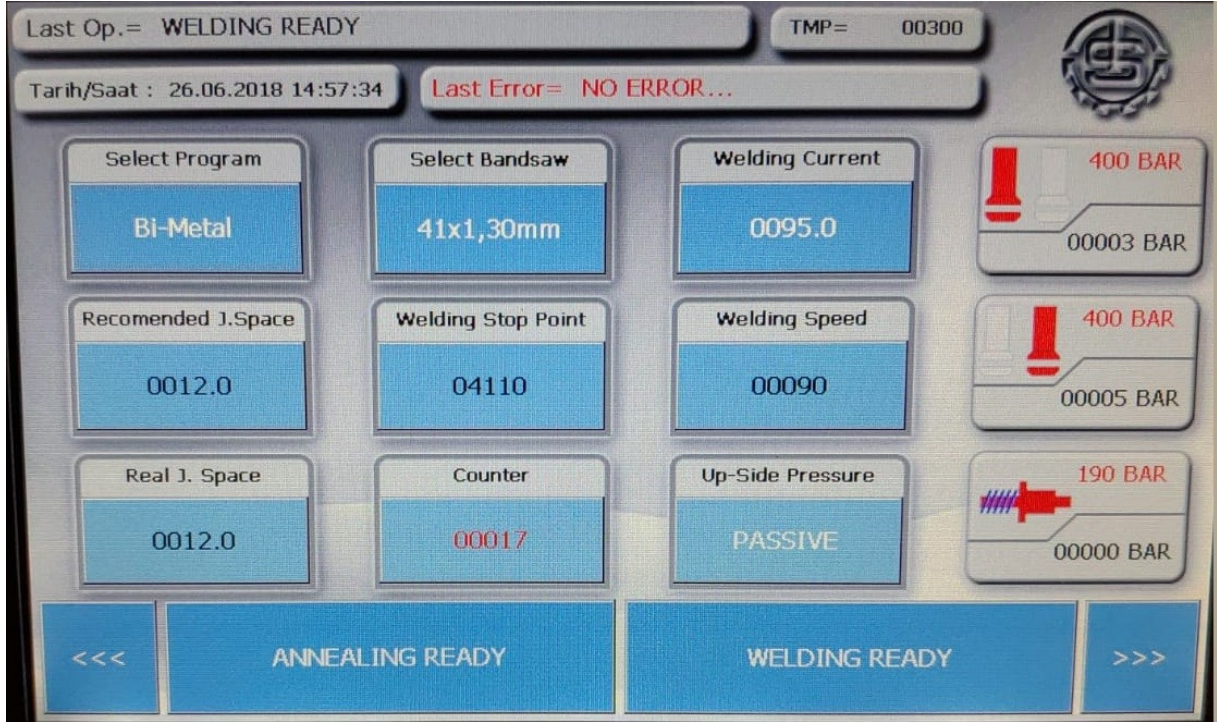 Last Op.= WELDING READY
TMP= 00300
Tarih/Saat : 26.06.2018 14:57:34
Last Error= NO ERROR...
Select Program
Bi-Metal
Select Bandsaw
41x1,30mm
Welding Current
0095.0
400 BAR
00003 BAR
Recomended J.Space
0012.0
Welding Stop Point
04110
Welding Speed
00090
400 BAR
00005 BAR
Real J. Space
0012.0
Counter
00017
Up-Side Pressure
PASSIVE
190 BAR
00000 BAR
<<<
ANNEALING READY
WELDING READY
>>>